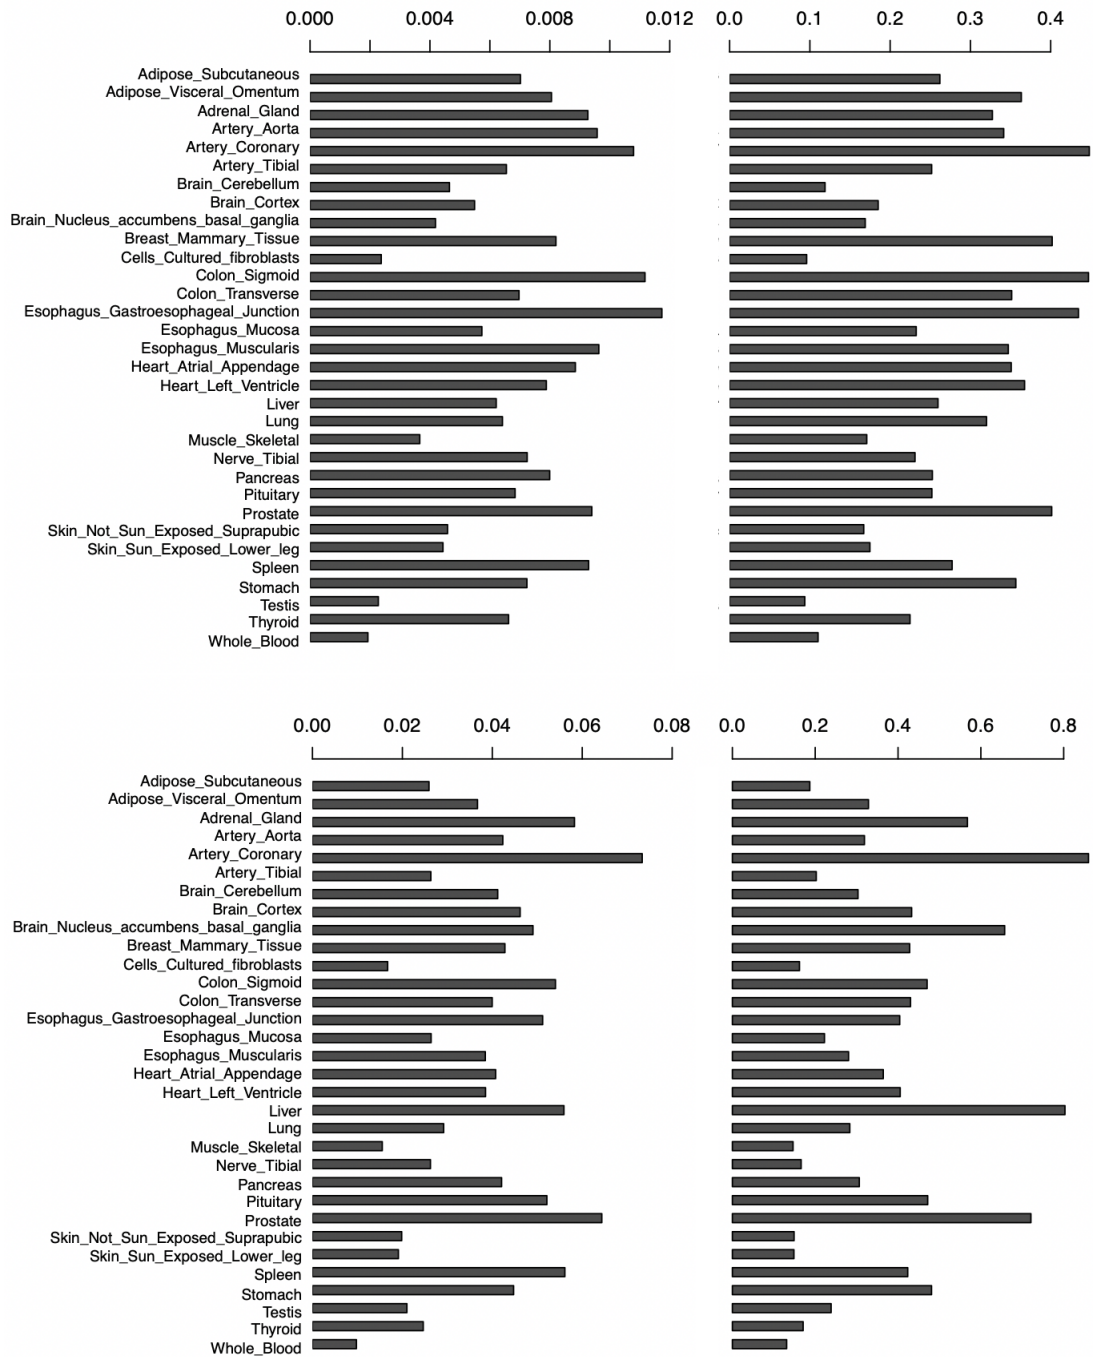 0.000 0.004 0.008 0.012 0.0 0.1 0.2 0.3 0.4
Adipose_Subcutaneous
Adipose_Visceral_Omentum
Adrenal_Gland
Artery_Aorta
Artery_Coronary
Artery_Tibial
Brain_Cerebellum
Brain_Cortex
Brain_Nucleus_accumbens_basal_ganglia
Breast_Mammary_Tissue
Cells_Cultured_fibroblasts
Colon_Sigmoid
Colon_Transverse
Esophagus_Gastroesophageal_Junction
Esophagus_Mucosa
Esophagus_Muscularis
Heart_Atrial_Appendage
Heart_Left_Ventricle
Liver
Lung
Muscle_Skeletal
Nerve_Tibial
Pancreas
Pituitary
Prostate
Skin_Not_Sun_Exposed_Suprapubic
Skin_Sun_Exposed_Lower_leg
Spleen
Stomach
Testis
Thyroid
Whole_Blood
0.00 0.02 0.04 0.06 0.08 0.0 0.2 0.4 0.6 0.8
Adipose_Subcutaneous
Adipose_Visceral_Omentum
Adrenal_Gland
Artery_Aorta
Artery_Coronary
Artery_Tibial
Brain_Cerebellum
Brain_Cortex
Brain_Nucleus_accumbens_basal_ganglia
Breast_Mammary_Tissue
Cells_Cultured_fibroblasts
Colon_Sigmoid
Colon_Transverse
Esophagus_Gastroesophageal_Junction
Esophagus_Mucosa
Esophagus_Muscularis
Heart_Atrial_Appendage
Heart_Left_Ventricle
Liver
Lung
Muscle_Skeletal
Nerve_Tibial
Pancreas
Pituitary
Prostate
Skin_Not_Sun_Exposed_Suprapubic
Skin_Sun_Exposed_Lower_leg
Spleen
Stomach
Testis
Thyroid
Whole_Blood